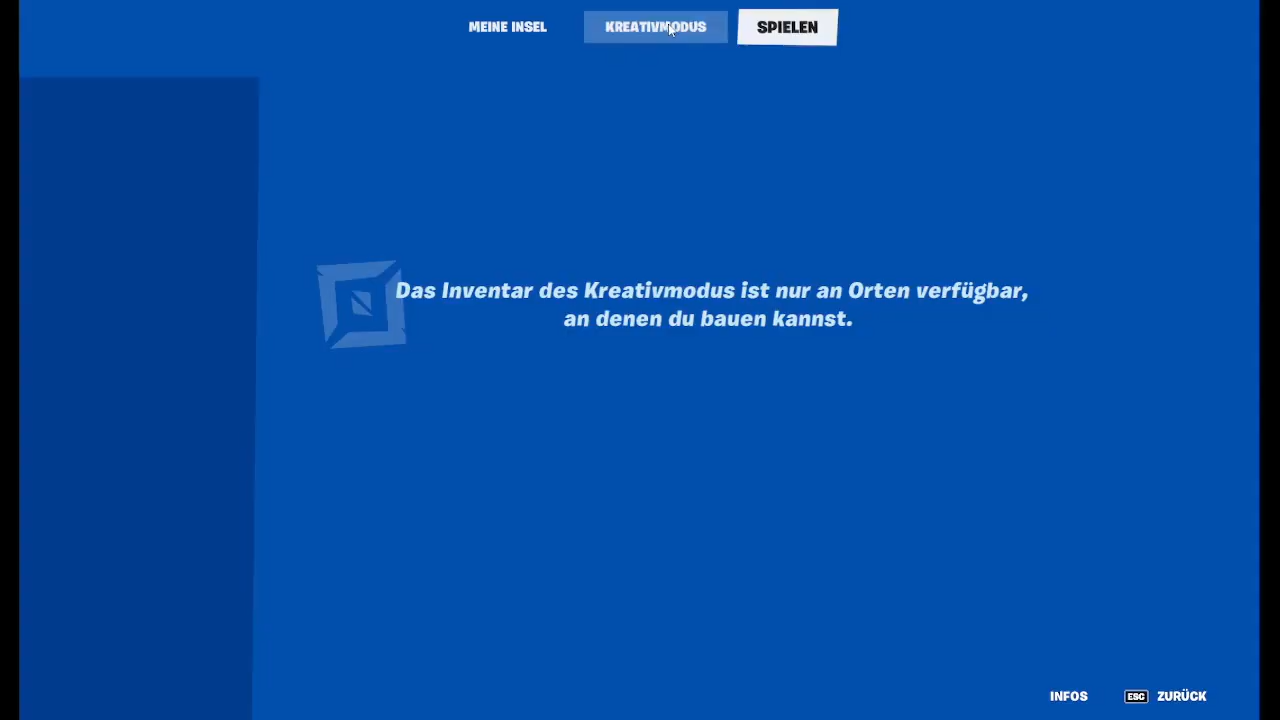 MEINE INSEL
KREATIVMODUS
SPIELEN
Das Inventar des Kreativmodus ist nur an Orten verfügbar,
an denen du bauen kannst.
INFOS
ESC ZURÜCK